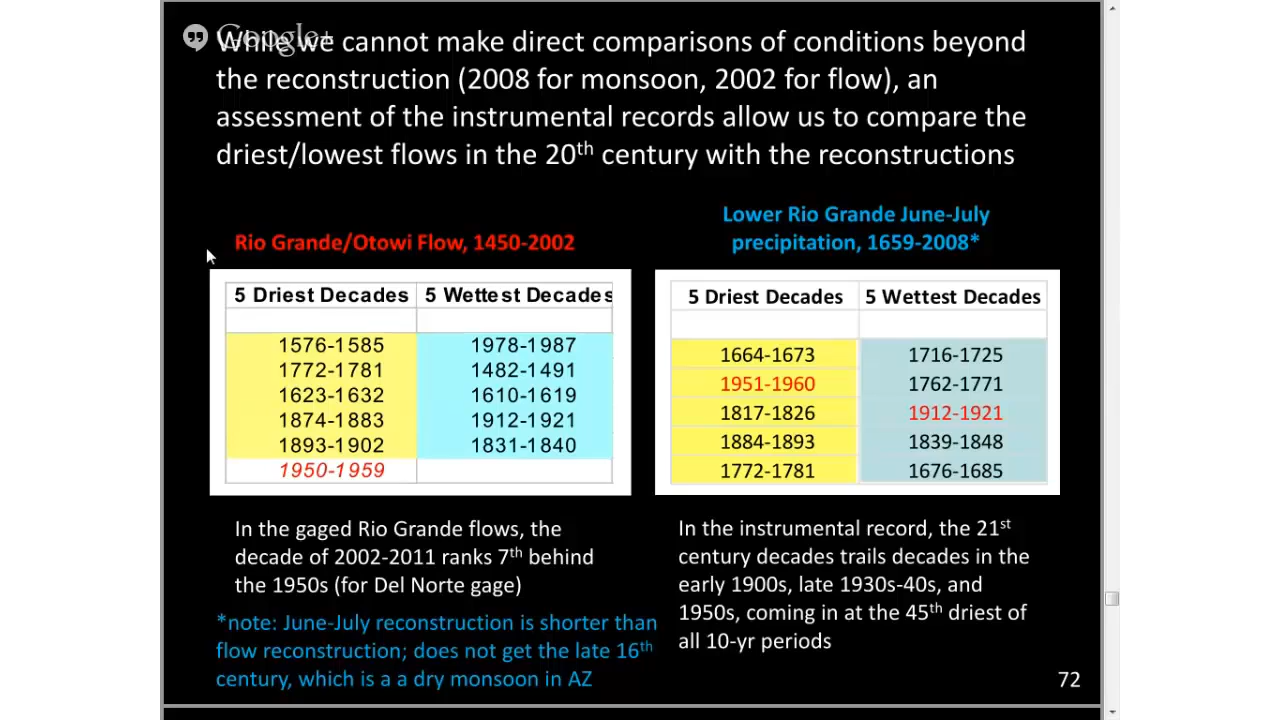 Google+
While we cannot make direct comparisons of conditions beyond
the reconstruction (2008 for monsoon, 2002 for flow), an
assessment of the instrumental records allow us to compare the
driest/lowest flows in the 20th century with the reconstructions
Rio Grande/Otowi Flow, 1450-2002
5 Driest Decades 5 Wettest Decades
1576-1585 1978-1987
1772-1781 1482-1491
1623-1632 1610-1619
1874-1883 1912-1921
1893-1902 1831-1840
1950-1959
In the gaged Rio Grande flows, the
decade of 2002-2011 ranks 7th behind
the 1950s (for Del Norte gage)
*note: June-July reconstruction is shorter than
flow reconstruction; does not get the late 16th
century, which is a a dry monsoon in AZ
Lower Rio Grande June-July
precipitation, 1659-2008*
5 Driest Decades 5 Wettest Decades
1664-1673 1716-1725
1951-1960 1762-1771
1817-1826 1912-1921
1884-1893 1839-1848
1772-1781 1676-1685
In the instrumental record, the 21st
century decades trails decades in the
early 1900s, late 1930s-40s, and
1950s, coming in at the 45th driest of
all 10-yr periods
72